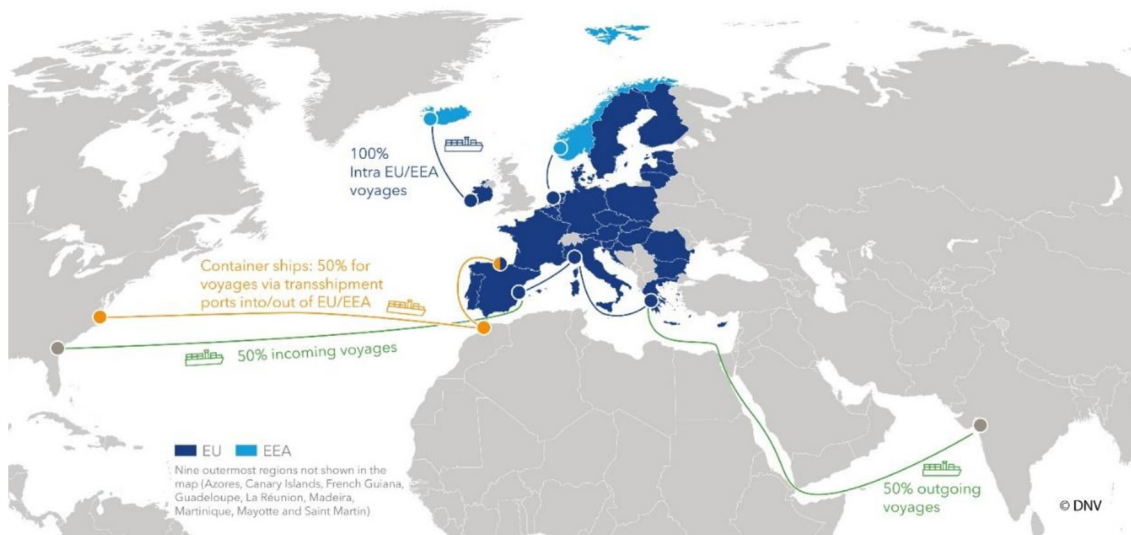 100%
Intra EU/EEA
voyages
Container ships: 50% for
voyages via transshipment
ports into/out of EU/EEA
50% incoming voyages
EU EEA
Nine outermost regions not shown in the
map (Azores, Canary Islands, French Guiana,
Guadeloupe, La Réunion, Madeira,
Martinique, Mayotte and Saint Martin)
50% outgoing
voyages
© DNV